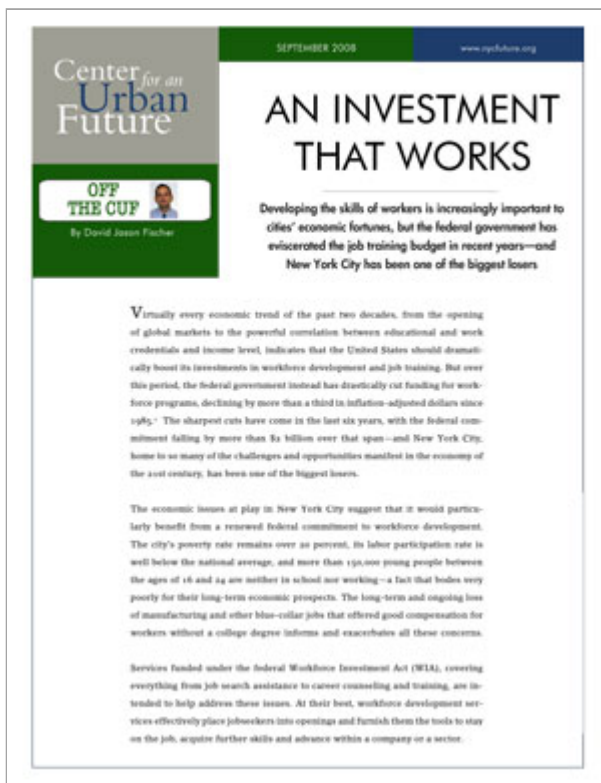 SEPTEMBER 2008
www.nycfuture.org
Center for an
Urban
Future
OFF
THE CUF
By David Jason Fischer
AN INVESTMENT
THAT WORKS
Developing the skills of workers is increasingly important to
cities' economic fortunes, but the federal government has
eviscerated the job training budget in recent years—and
New York City has been one of the biggest losers
Virtually every economic trend of the past two decades, from the opening
of global markets to the powerful correlation between educational and work
credentials and income level, indicates that the United States should dramati-
cally boost its investments in workforce development and job training. But over
this period, the federal government instead has drastically cut funding for work-
force programs, declining by more than a third in inflation-adjusted dollars since
1985.¹ The sharpest cuts have come in the last six years, with the federal com-
mitment falling by more than $2 billion over that span—and New York City,
home to so many of the challenges and opportunities manifest in the economy of
the 21st century, has been one of the biggest losers.
The economic issues at play in New York City suggest that it would particu-
larly benefit from a renewed federal commitment to workforce development.
The city's poverty rate remains over 20 percent, its labor participation rate is
well below the national average, and more than 150,000 young people between
the ages of 16 and 24 are neither in school nor working—a fact that bodes very
poorly for their long-term economic prospects. The long-term and ongoing loss
of manufacturing and other blue-collar jobs that offered good compensation for
workers without a college degree informs and exacerbates all these concerns.
Services funded under the federal Workforce Investment Act (WIA), covering
everything from job search assistance to career counseling and training, are in-
tended to help address these issues. At their best, workforce development ser-
vices effectively place jobseekers into openings and furnish them the tools to stay
on the job, acquire further skills and advance within a company or a sector.